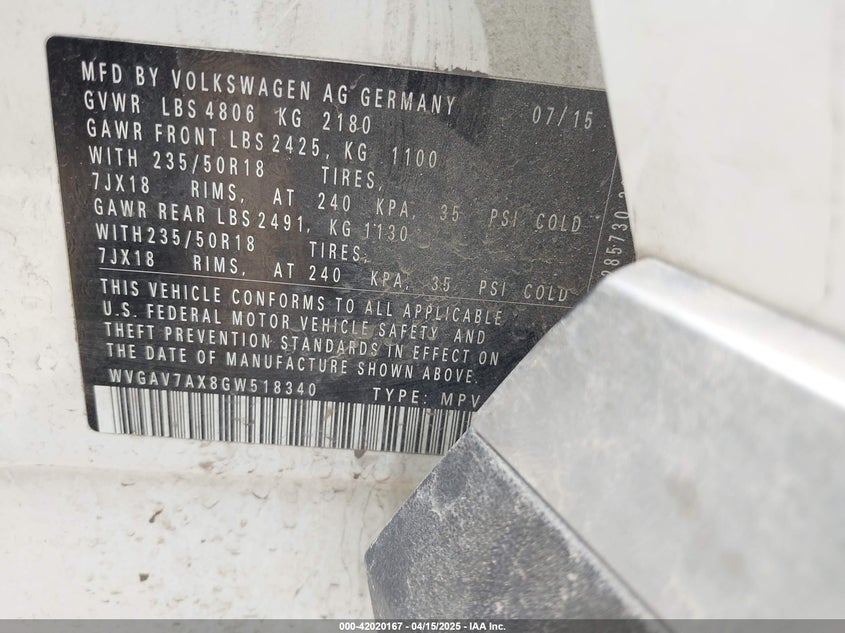 MFD BY VOLKSWAGEN AG GERMANY 07/15
GVWR LBS 4806 KG 2180
GAWR FRONT LBS 2425, KG 1100
WITH 235/50R18 TIRES,
7JX18 RIMS, AT 240 KPA, 35 PSI COLD
GAWR REAR LBS 2491, KG 1130
WITH235/50R18 TIRES,
7JX18 RIMS, AT 240 KPA, 35 PSI COLD
THIS VEHICLE CONFORMS TO ALL APPLICABLE
U.S. FEDERAL MOTOR VEHICLE SAFETY AND
THEFT PREVENTION STANDARDS IN EFFECT ON
THE DATE OF MANUFACTURE SHOWN ABOVE.
WVGAV7AX8GW518340 TYPE: MPV
000-42020167 - 04/15/2025 - IAA Inc.